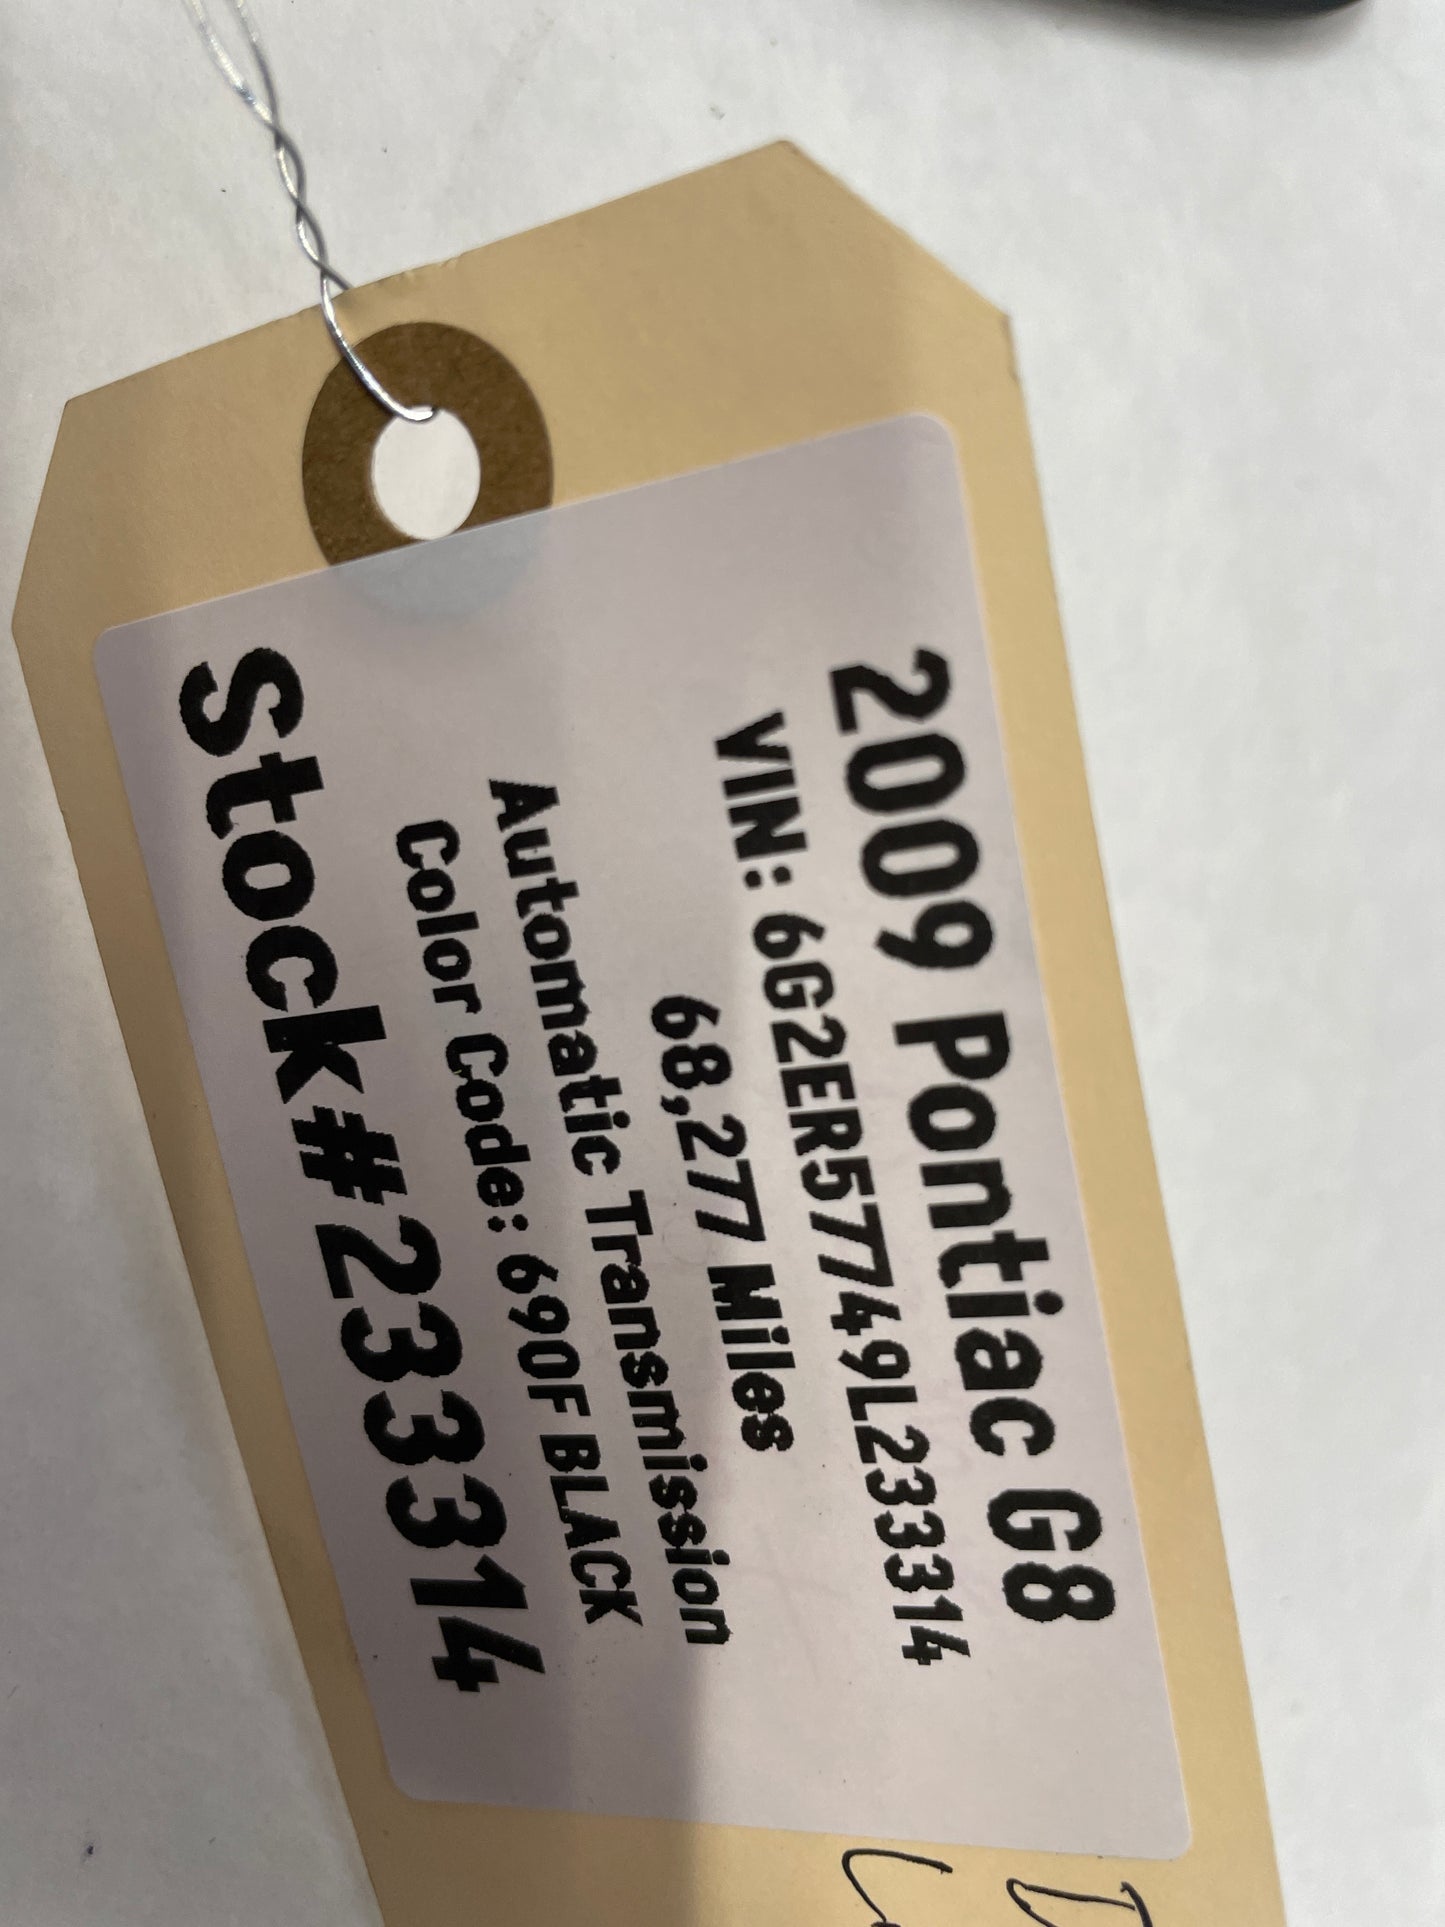 2009 Pontiac G8
VIN: 6G2ER57749L233314
68,277 Miles
Automatic Transmission
Color Code: 690F BLACK
Stock#233314